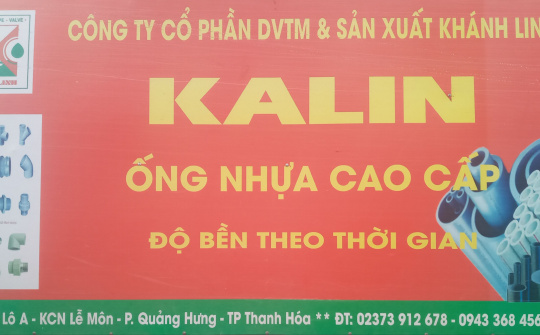 CÔNG TY CỔ PHẦN DVTM & SẢN XUẤT KHÁNH LIN
KALIN
ỐNG NHỰA CAO CẤP
ĐỘ BỀN THEO THỜI GIAN
Lô A - KCN Lễ Môn - P. Quảng Hưng - TP Thanh Hóa ** ĐT: 02373 912 678 - 0943 368 456